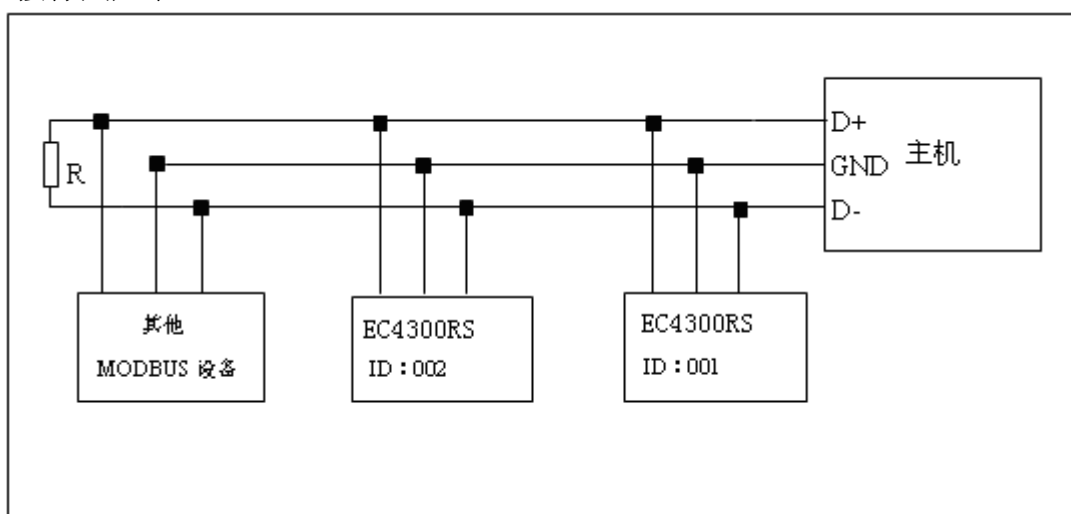 D+
GND
D-
主机
R
其他
MODBUS 设备
EC4300RS
ID：002
EC4300RS
ID：001